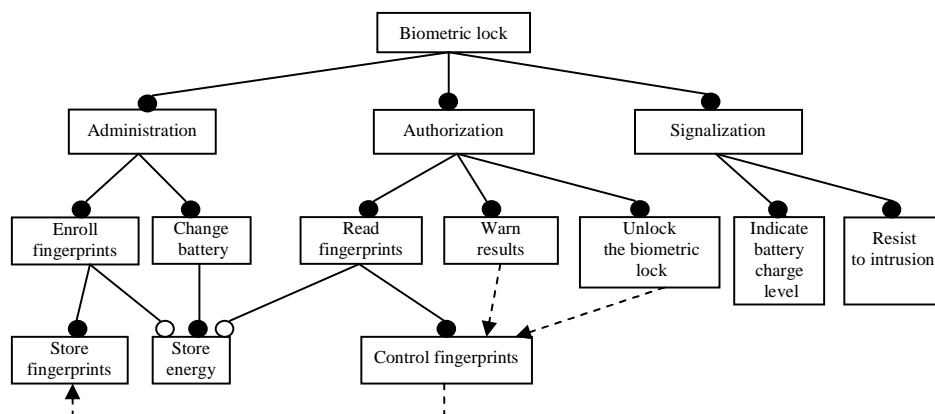 Biometric lock
Administration
Authorization
Signalization
Enroll
fingerprints
Change
battery
Read
fingerprints
Warn
results
Unlock
the biometric
lock
Indicate
battery
charge
level
Resist
to intrusion
Store
fingerprints
Store
energy
Control fingerprints